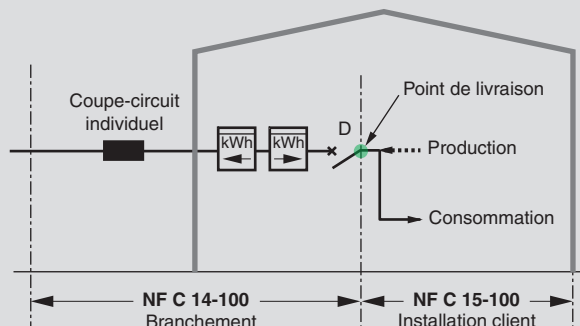 Coupe-circuit
individuel
kWh
kWh
D
Point de livraison
Production
Consommation
NF C 14-100
Branchement
NF C 15-100
Installation client